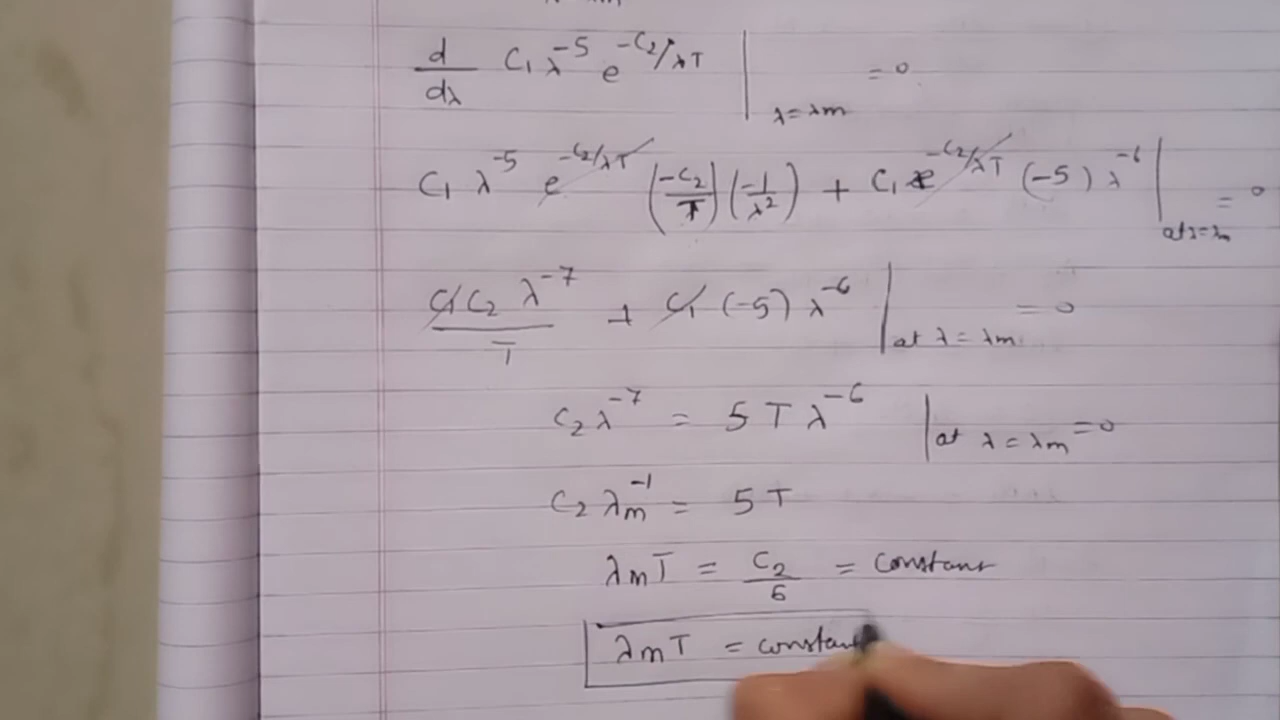 d/dλ C₁ λ⁻⁵ e^(-C₂/λT) | λ=λm = 0
C₁ λ⁻⁵ e^(-C₂/λT) (-C₂/T) (-1/λ²) + C₁ e^(-C₂/λT) (-5) λ⁻⁶ | at λ=λm = 0
C₁C₂ λ⁻⁷/T + C₁ (-5) λ⁻⁶ | at λ = λm = 0
C₂ λ⁻⁷ = 5 T λ⁻⁶ | at λ = λm = 0
C₂ λm⁻¹ = 5 T
λm T = C₂/5 = constant
λm T = constant